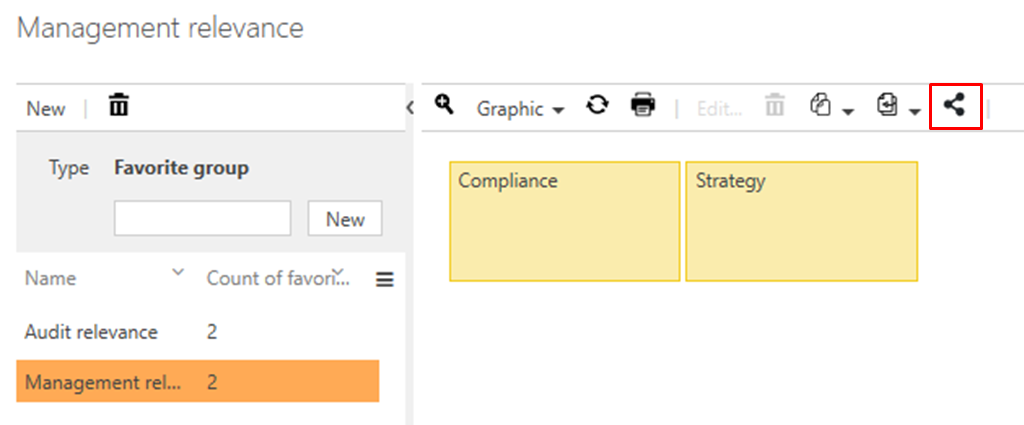 Management relevance
New
Graphic
Edit...
Type Favorite group
New
Name Count of favori...
Audit relevance 2
Management rel... 2
Compliance
Strategy